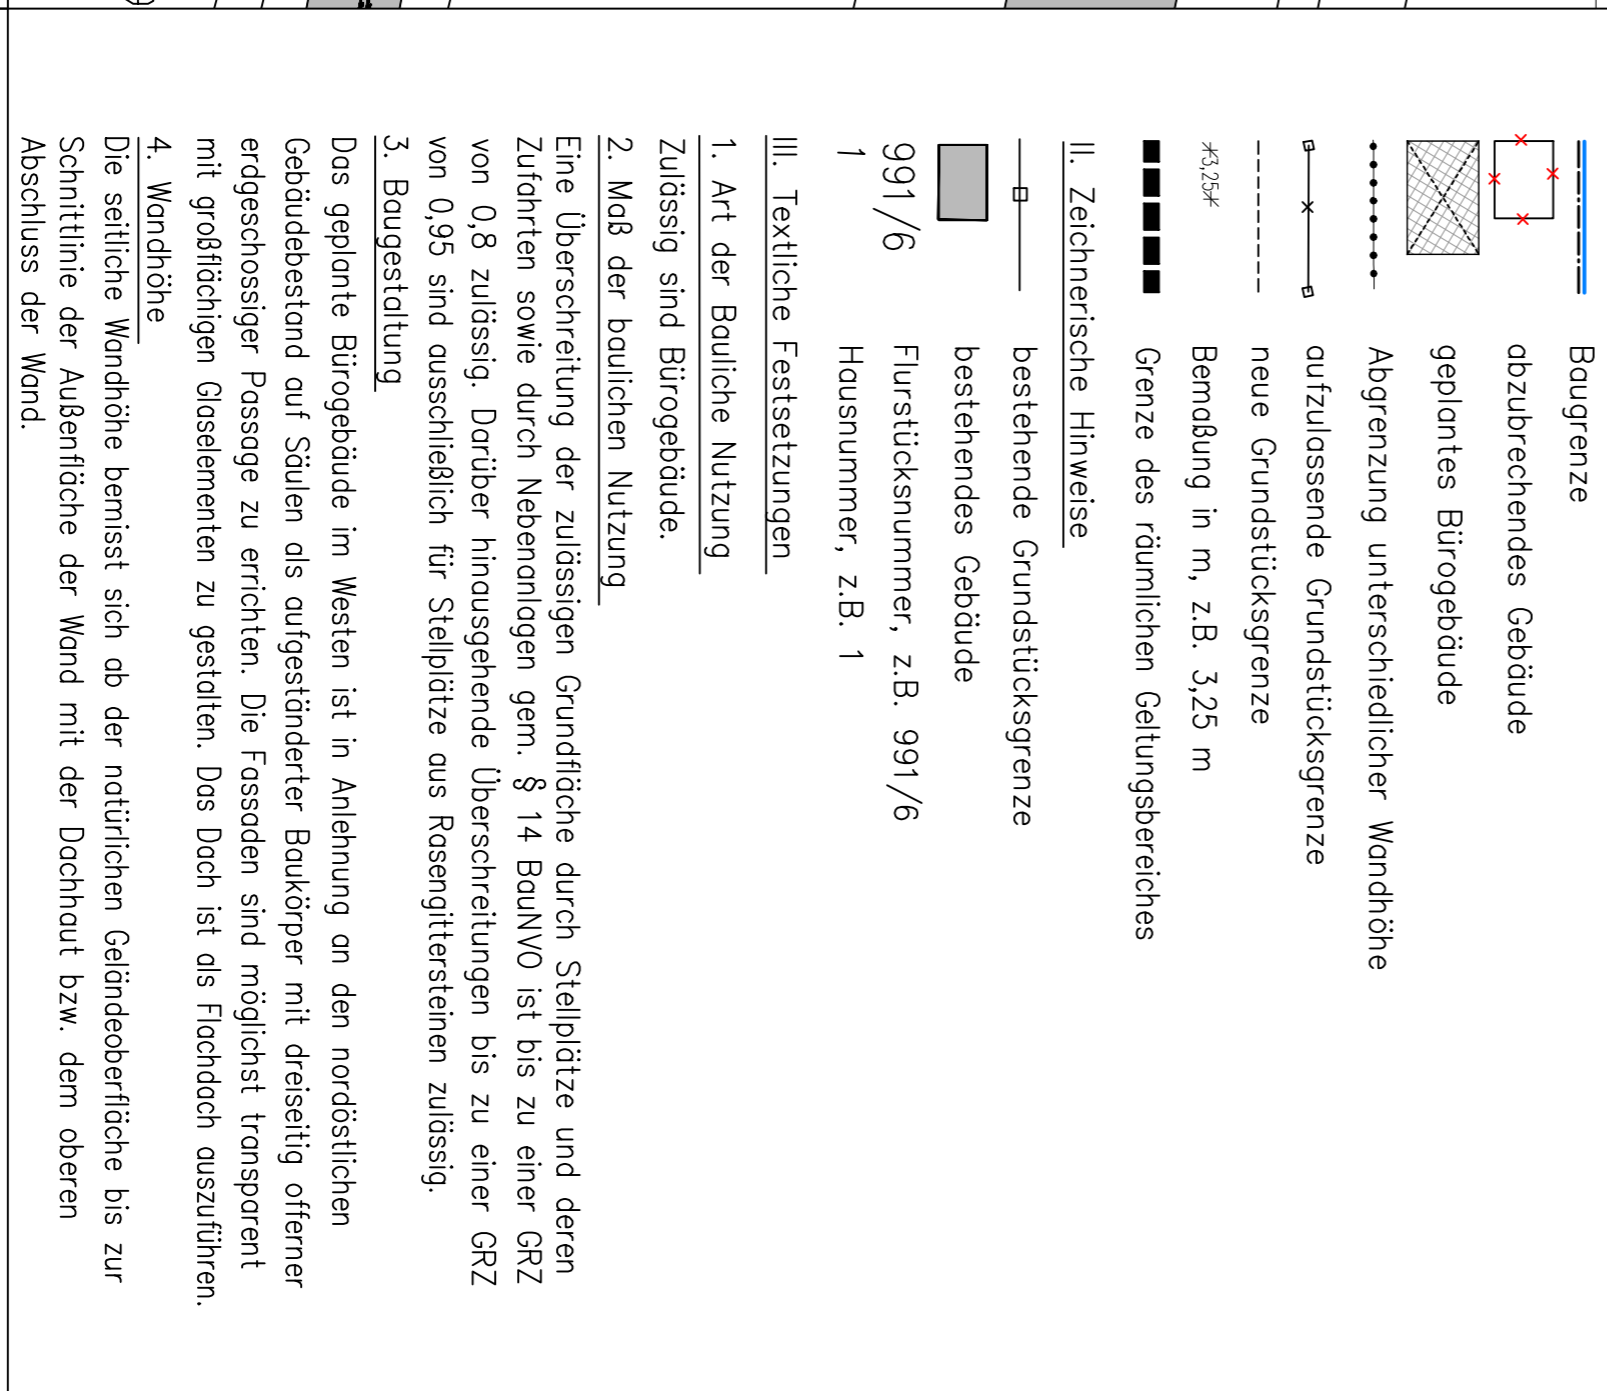 Baugrenze
abzubrechendes Gebäude
geplantes Bürogebäude
Abgrenzung unterschiedlicher Wandhöhe
aufzulassende Grundstücksgrenze
neue Grundstücksgrenze
3,25 Bemaßung in m, z.B. 3,25 m
Grenze des räumlichen Geltungsbereiches
II. Zeichnerische Hinweise
bestehende Grundstücksgrenze
bestehendes Gebäude
991/6 Flurstücksnummer, z.B. 991/6
1 Hausnummer, z.B. 1
III. Textliche Festsetzungen
1. Art der Bauliche Nutzung
Zulässig sind Bürogebäude.
2. Maß der baulichen Nutzung
Eine Überschreitung der zulässigen Grundfläche durch Stellplätze und deren
Zufahrten sowie durch Nebenanlagen gem. § 14 BauNVO ist bis zu einer GRZ
von 0,8 zulässig. Darüber hinausgehende Überschreitungen bis zu einer GRZ
von 0,95 sind ausschließlich für Stellplätze aus Rasengittersteinen zulässig.
3. Baugestaltung
Das geplante Bürogebäude im Westen ist in Anlehnung an den nordöstlichen
Gebäudebestand auf Säulen als aufgeständerter Baukörper mit dreiseitig offerner
erdgeschossiger Passage zu errichten. Die Fassaden sind möglichst transparent
mit großflächigen Glaselementen zu gestalten. Das Dach ist als Flachdach auszuführen.
4. Wandhöhe
Die seitliche Wandhöhe bemisst sich ab der natürlichen Geländeoberfläche bis zur
Schnittlinie der Außenfläche der Wand mit der Dachhaut bzw. dem oberen
Abschluss der Wand.